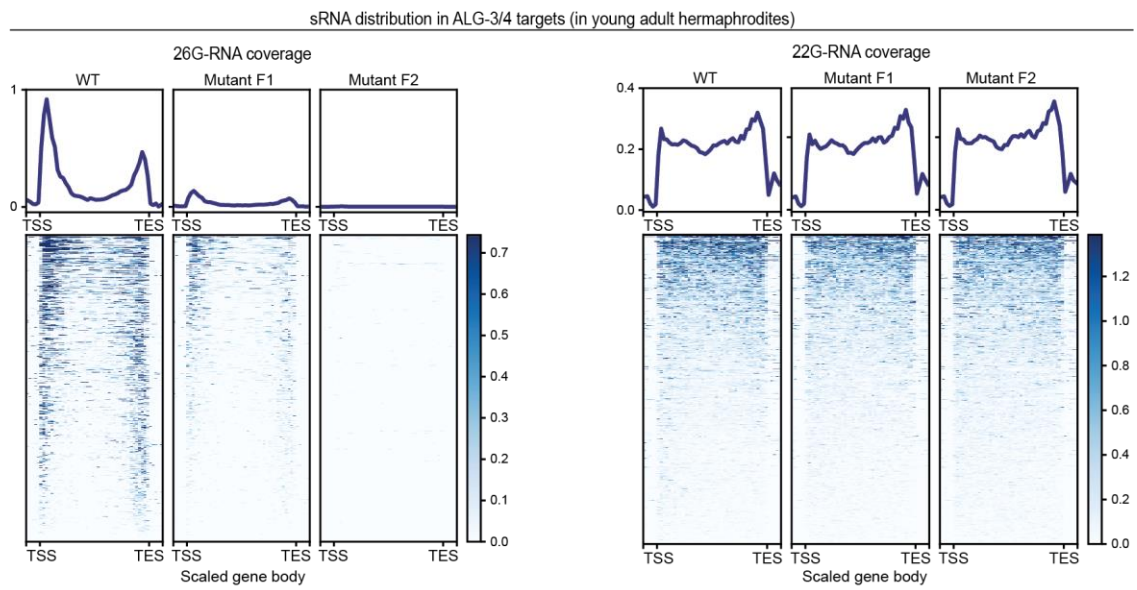 sRNA distribution in ALG-3/4 targets (in young adult hermaphrodites)
26G-RNA coverage
WT Mutant F1 Mutant F2
1
0
TSS TES TSS TES TSS TES
0.7
0.6
0.5
0.4
0.3
0.2
0.1
0.0
TSS TES TSS TES TSS TES
Scaled gene body
22G-RNA coverage
WT Mutant F1 Mutant F2
0.4
0.2
0.0
TSS TES TSS TES TSS TES
1.2
1.0
0.8
0.6
0.4
0.2
0.0
TSS TES TSS TES TSS TES
Scaled gene body